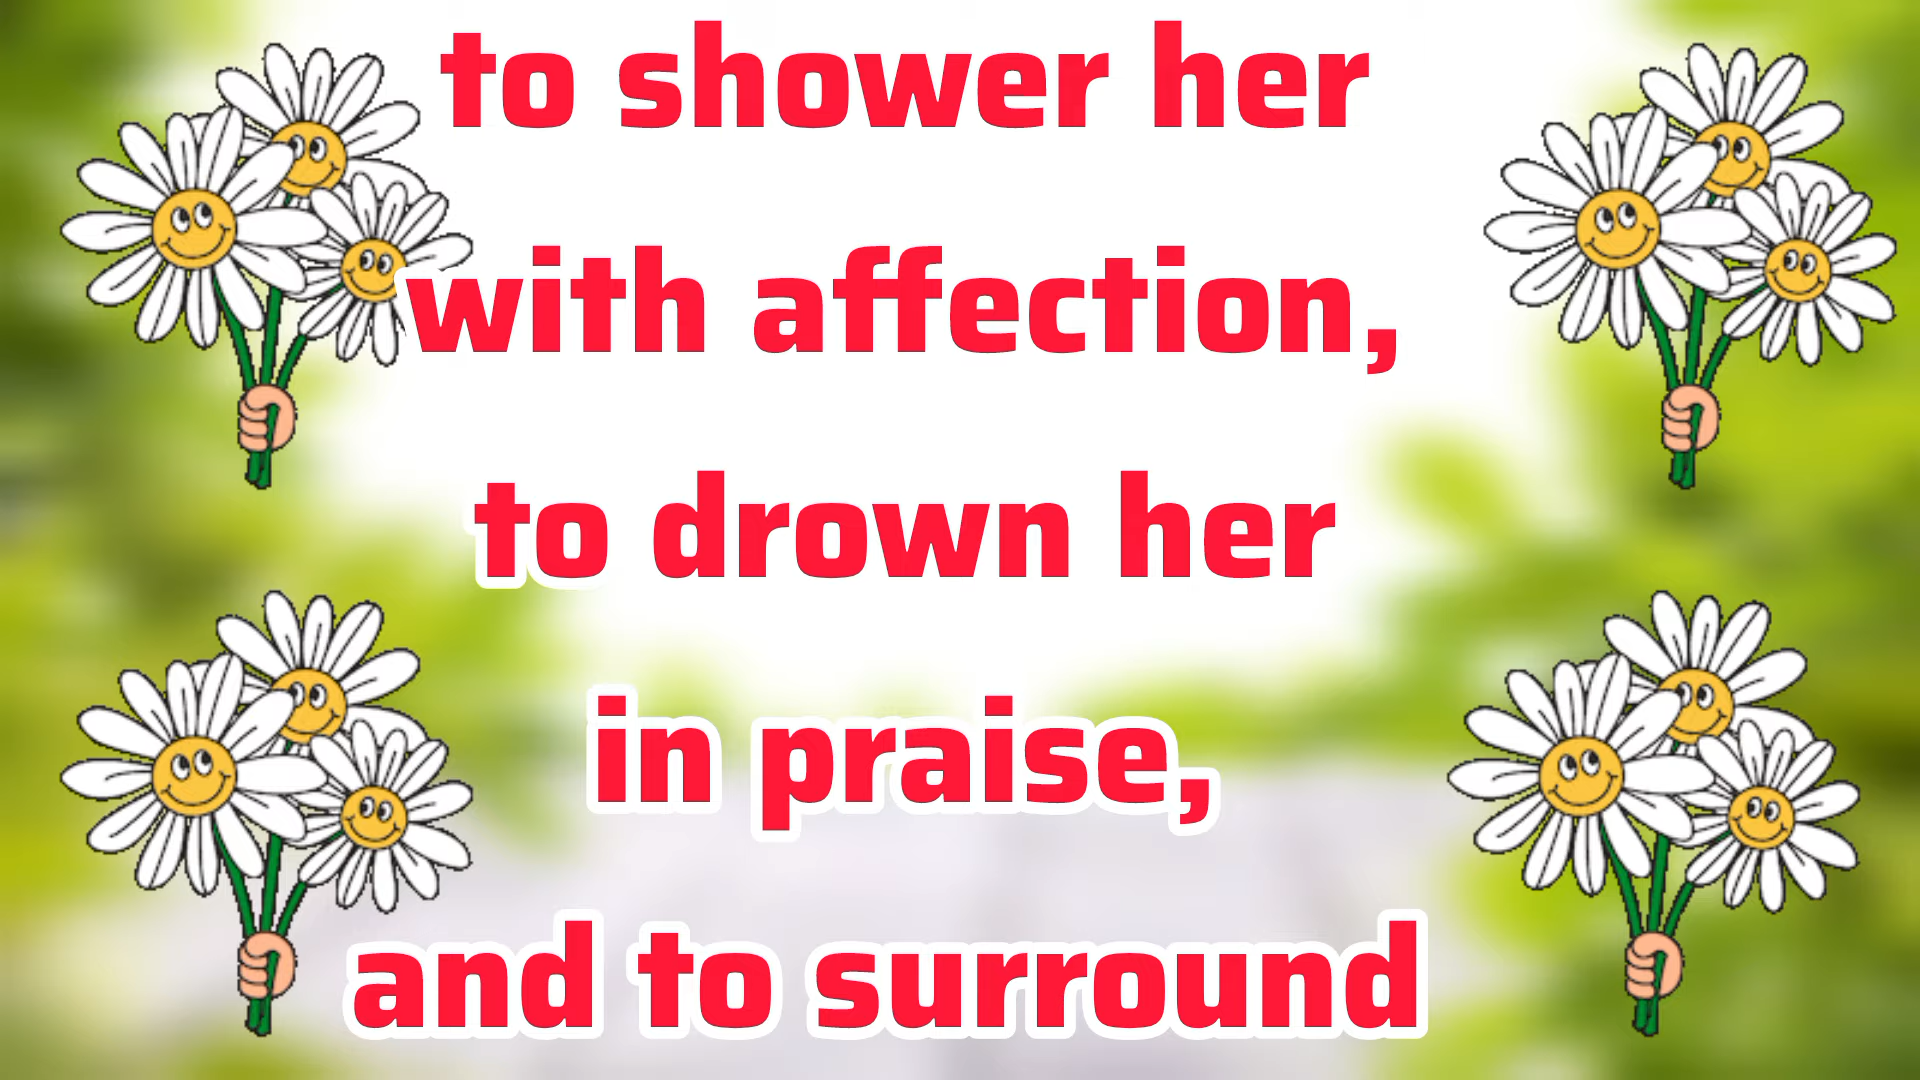 to shower her
with affection,
to drown her
in praise,
and to surround